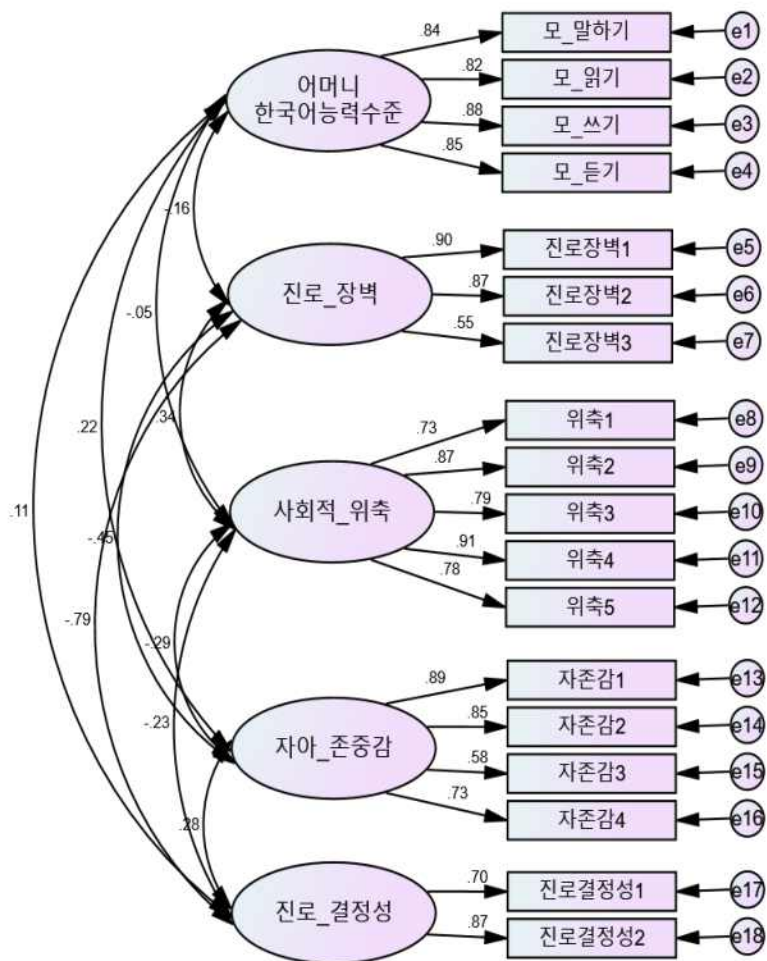 .84
모_말하기
e1
어머니
한국어능력수준
.82
모_읽기
e2
.88
모_쓰기
e3
.85
모_듣기
e4
-.16
.90
진로장벽1
e5
진로_장벽
.87
진로장벽2
e6
-.05
.55
진로장벽3
e7
.34
.22
.73
위축1
e8
.87
위축2
e9
사회적_위축
.79
위축3
e10
.11
-.45
.91
위축4
e11
.78
위축5
e12
-.79
-.29
.89
자존감1
e13
-.23
자아_존중감
.85
자존감2
e14
.58
자존감3
e15
.73
자존감4
e16
.28
.70
진로결정성1
e17
진로_결정성
.87
진로결정성2
e18